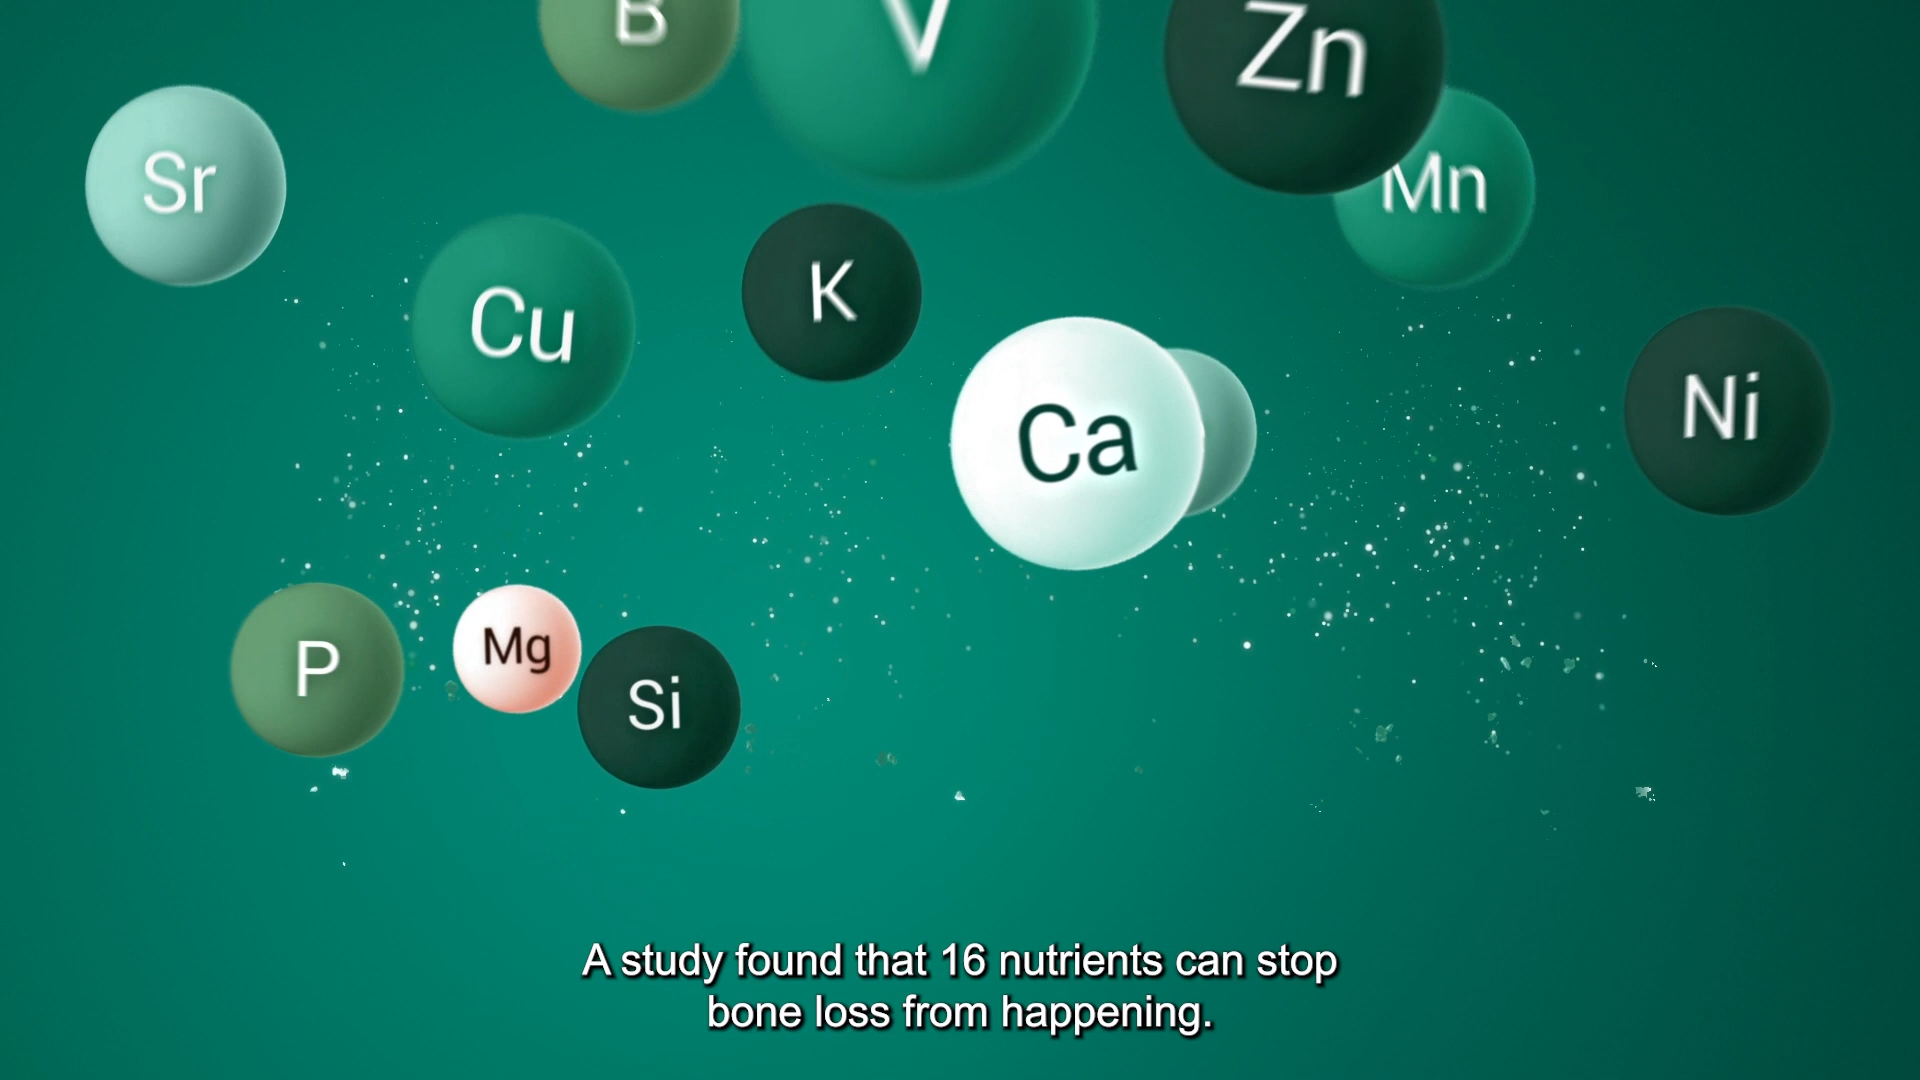 B
V
Zn
Sr
Mn
Cu
K
Ca
Ni
P
Mg
Si
A study found that 16 nutrients can stop
bone loss from happening.